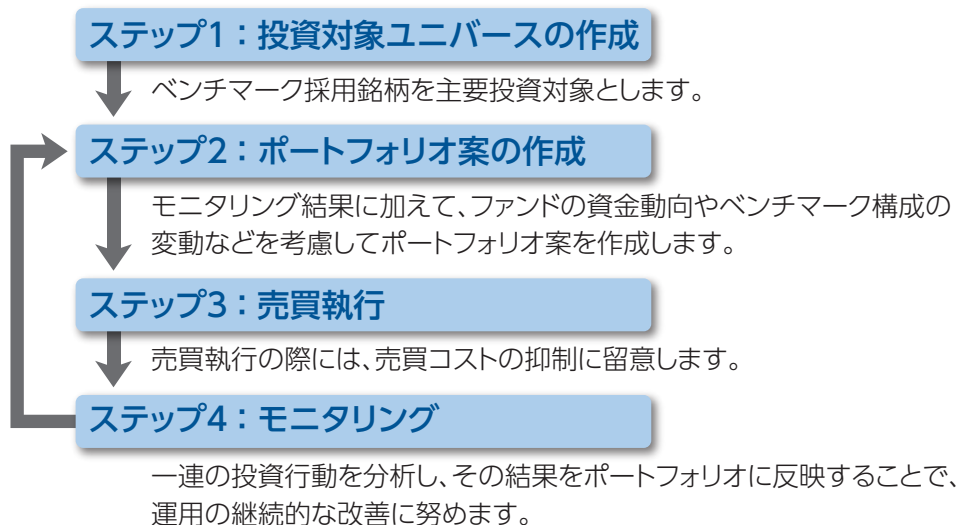 ステップ1：投資対象ユニバースの作成
ベンチマーク採用銘柄を主要投資対象とします。
ステップ2：ポートフォリオ案の作成
モニタリング結果に加えて、ファンドの資金動向やベンチマーク構成の
変動などを考慮してポートフォリオ案を作成します。
ステップ3：売買執行
売買執行の際には、売買コストの抑制に留意します。
ステップ4：モニタリング
一連の投資行動を分析し、その結果をポートフォリオに反映することで、
運用の継続的な改善に努めます。